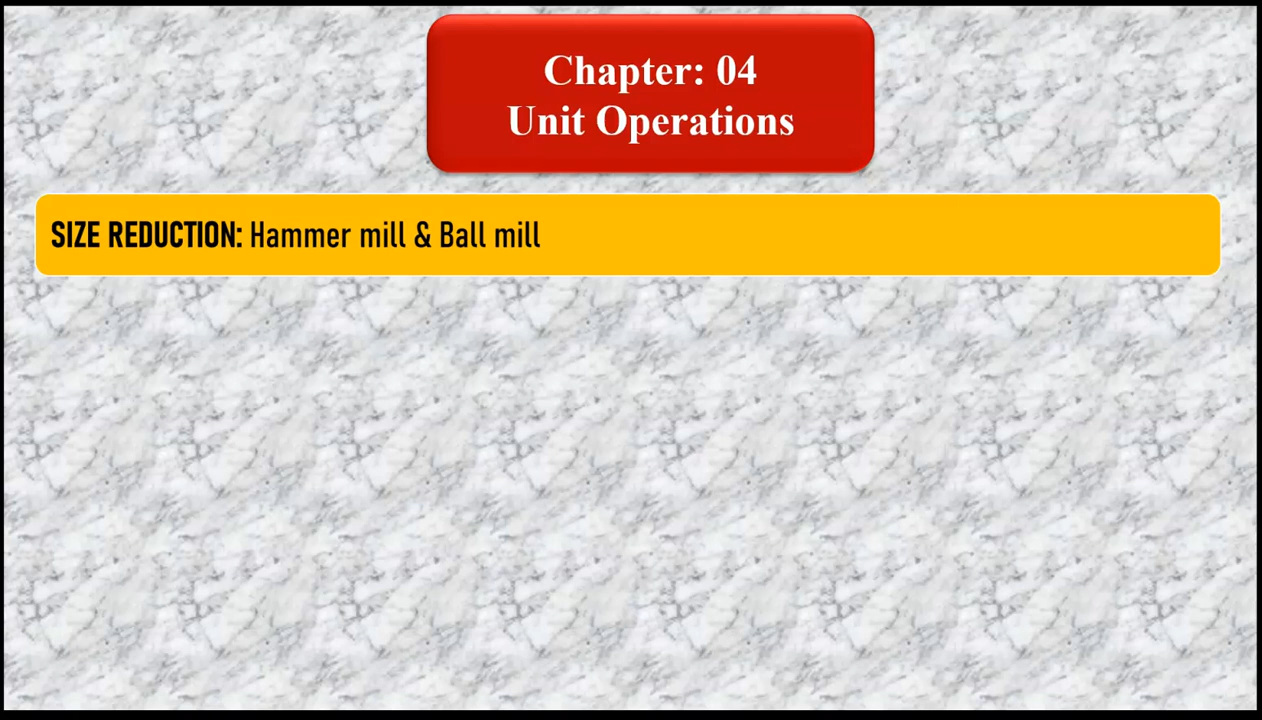 Chapter: 04
Unit Operations
SIZE REDUCTION: Hammer mill & Ball mill